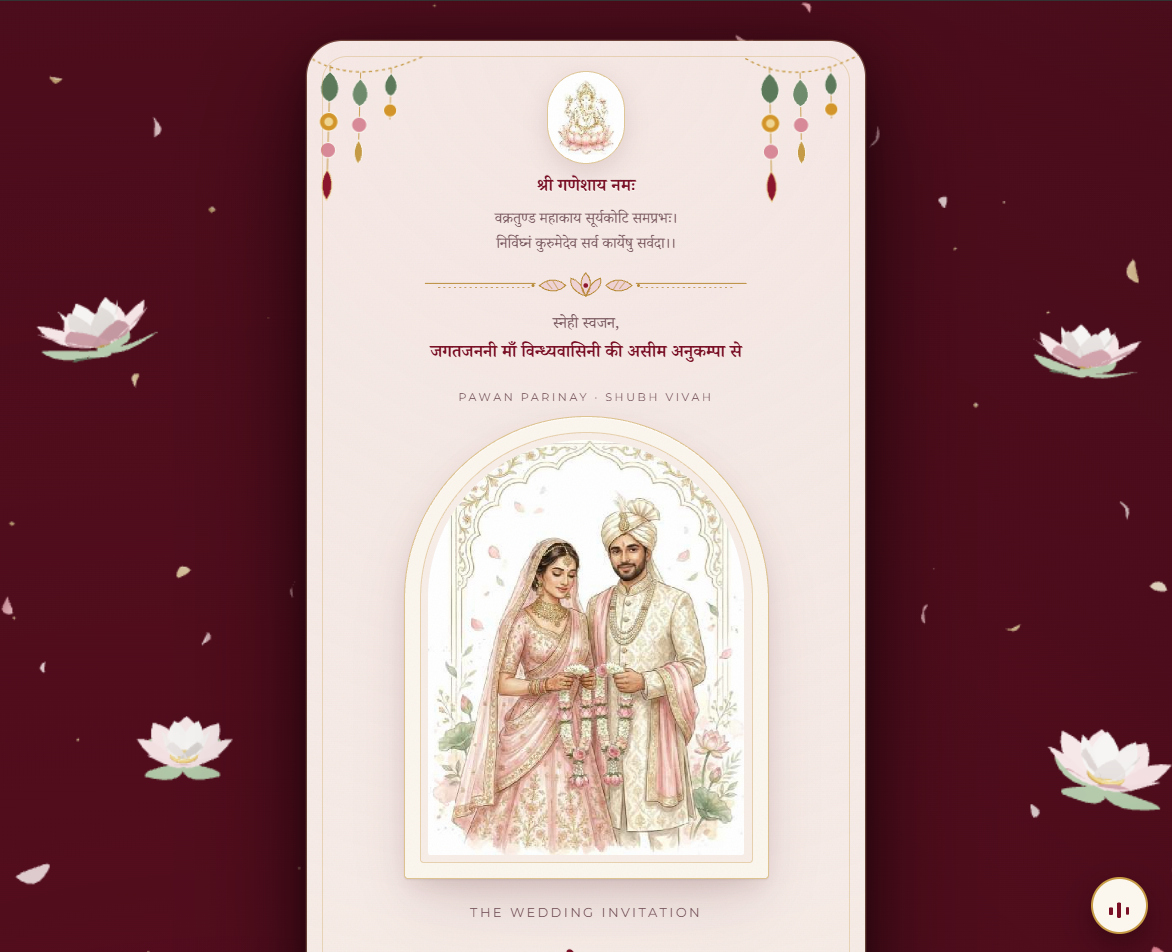 श्री गणेशाय नमः
वक्रतुण्ड महाकाय सूर्यकोटि समप्रभः।
निर्विघ्नं कुरुमेदेव सर्व कार्येषु सर्वदा।।
स्नेही स्वजन,
जगतजननी माँ विन्ध्यवासिनी की असीम अनुकम्पा से
PAWAN PARINAY · SHUBH VIVAH
THE WEDDING INVITATION